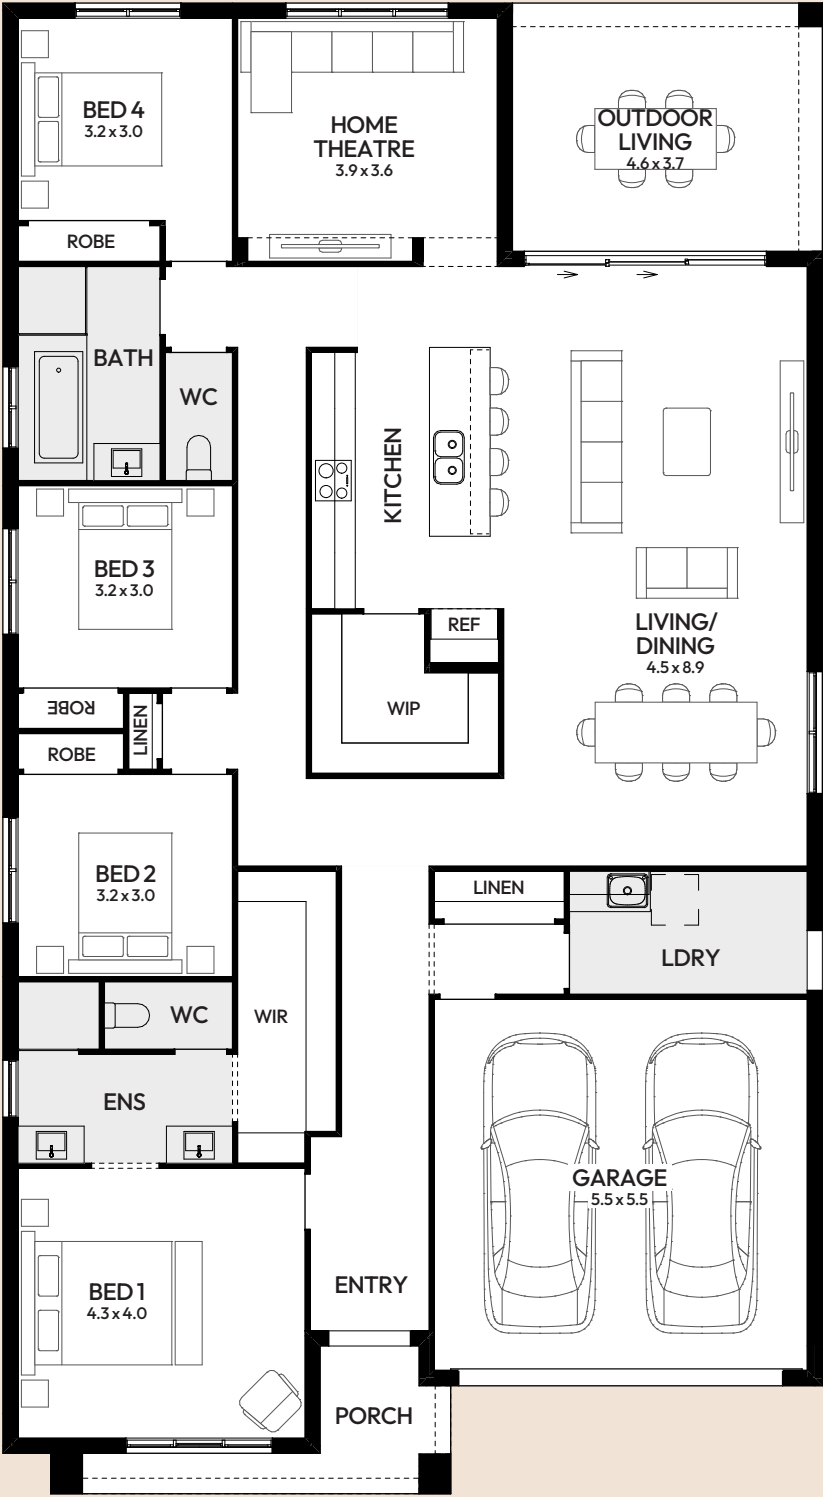 BED 4
3.2 x 3.0
HOME
THEATRE
3.9 x 3.6
OUTDOOR
LIVING
4.6 x 3.7
ROBE
BATH
WC
KITCHEN
BED 3
3.2 x 3.0
REF
LIVING/
DINING
4.5 x 8.9
ROBE
LINEN
WIP
ROBE
BED 2
3.2 x 3.0
LINEN
LDRY
WC
WIR
ENS
GARAGE
5.5 x 5.5
BED 1
4.3 x 4.0
ENTRY
PORCH